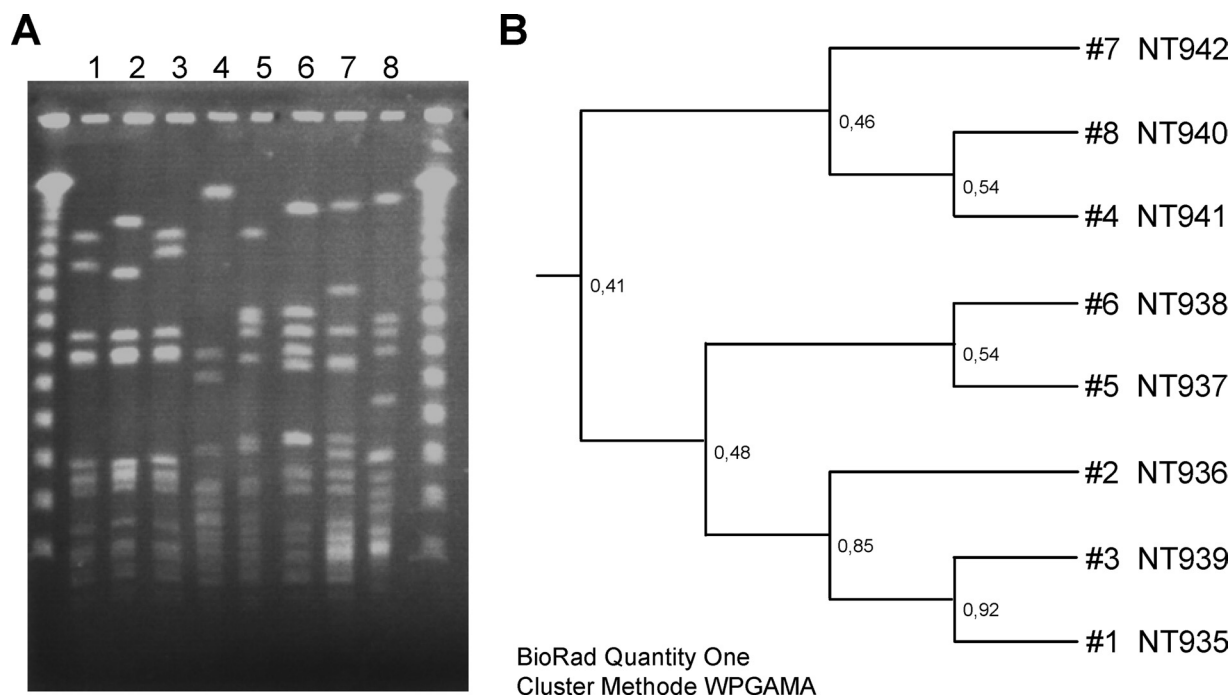 A
B
1 2 3 4 5 6 7 8
#7 NT942
0,46
#8 NT940
0,54
#4 NT941
0,41
#6 NT938
0,54
#5 NT937
0,48
#2 NT936
0,85
#3 NT939
0,92
#1 NT935
BioRad Quantity One
Cluster Methode WPGAMA